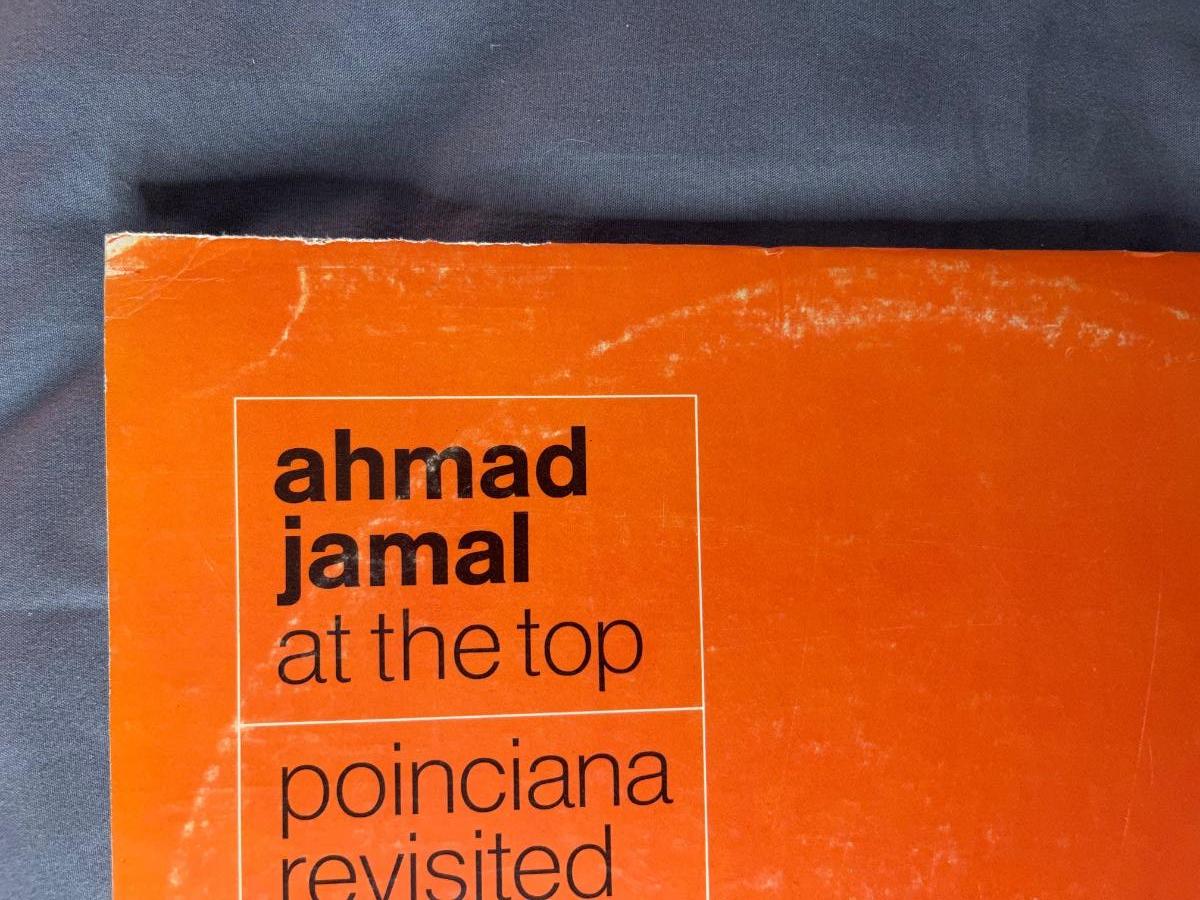 ahmad
jamal
at the top
poinciana
revisited